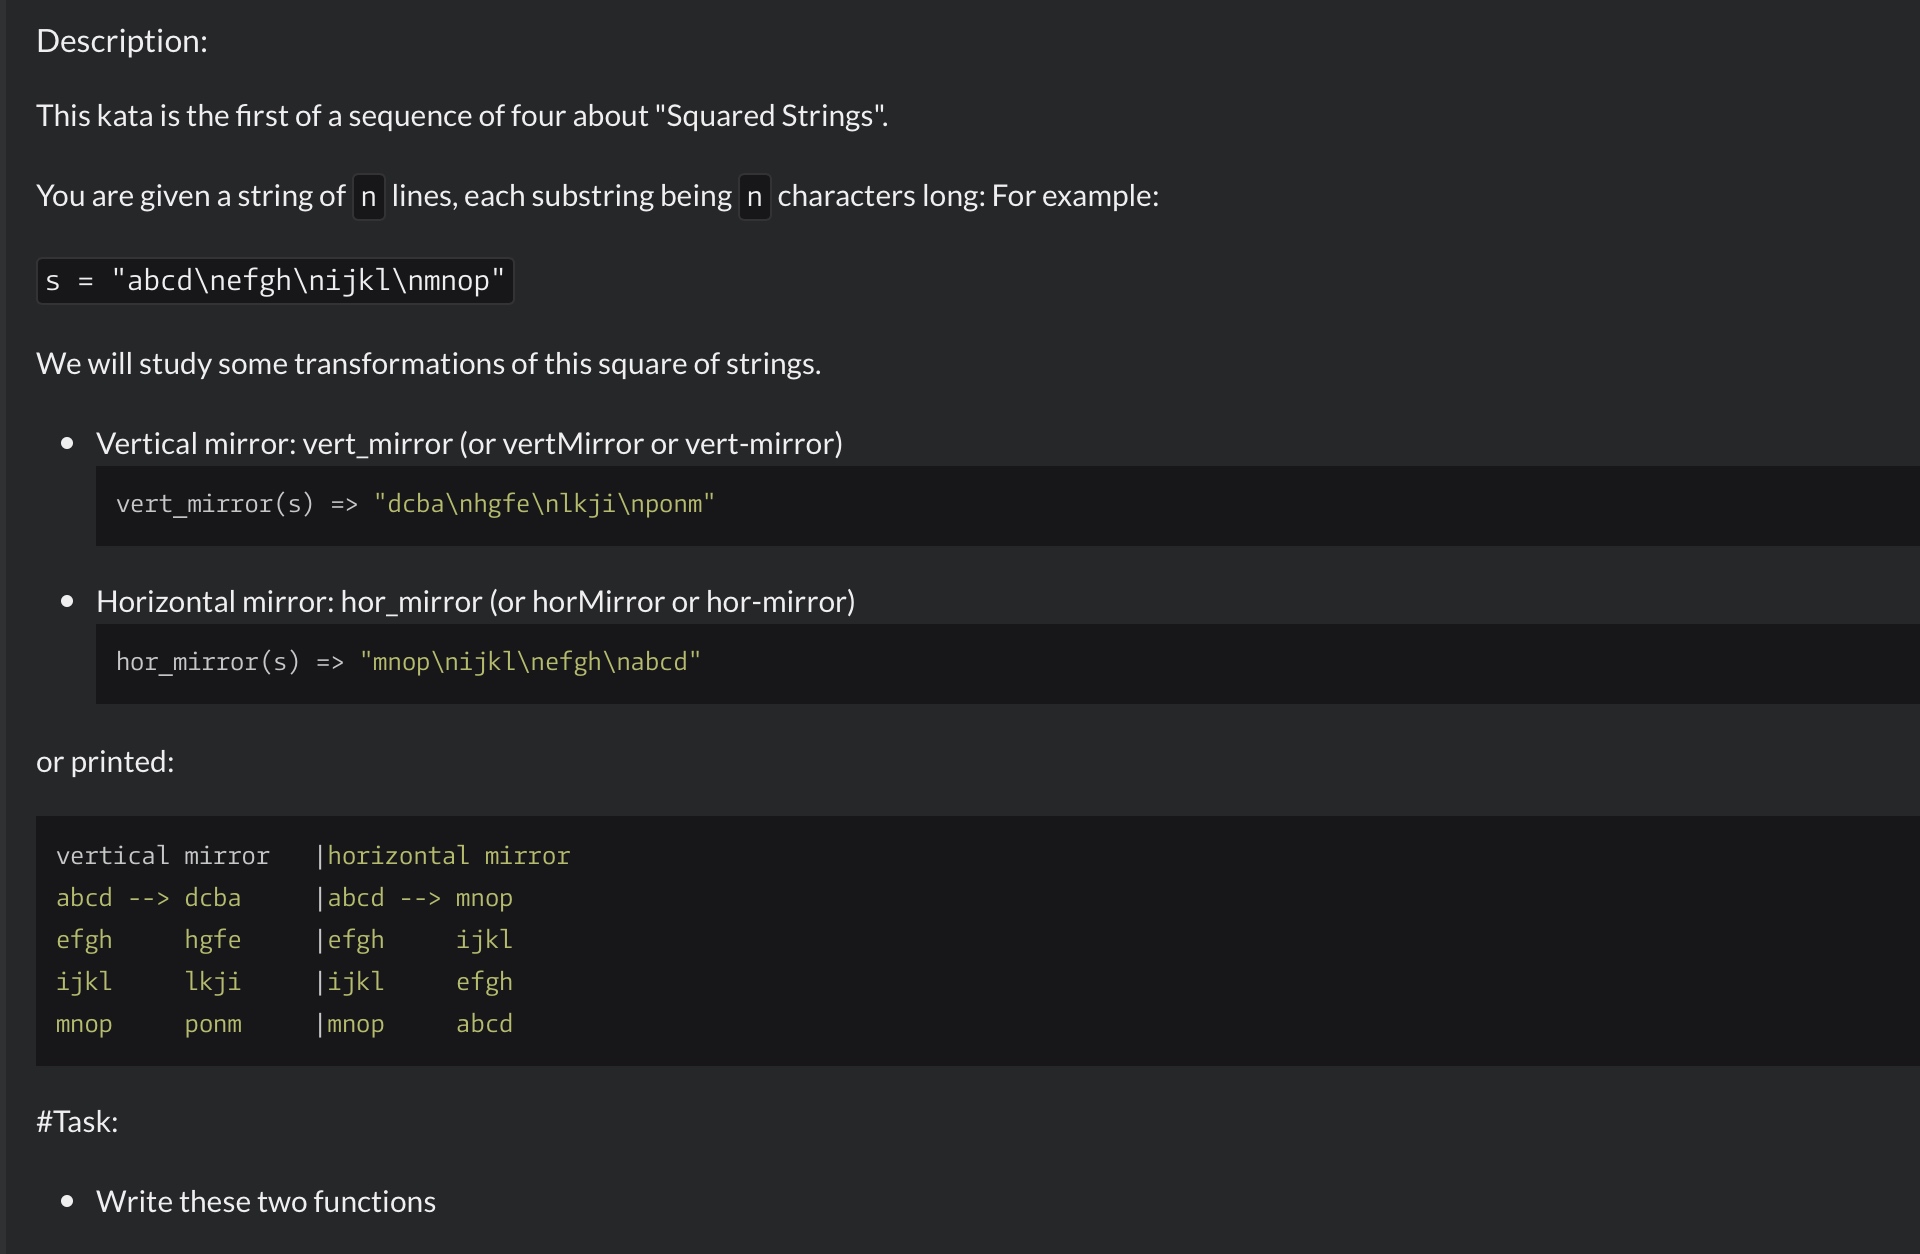 Description:
This kata is the first of a sequence of four about "Squared Strings".
You are given a string of n lines, each substring being n characters long: For example:
s = "abcd\nefgh\nijkl\nmnop"
We will study some transformations of this square of strings.
• Vertical mirror: vert_mirror (or vertMirror or vert-mirror)
vert_mirror(s) => "dcba\nhgfe\nlkji\nponm"
• Horizontal mirror: hor_mirror (or horMirror or hor-mirror)
hor_mirror(s) => "mnop\nijkl\nefgh\nabcd"
or printed:
vertical mirror   |horizontal mirror
abcd --> dcba     |abcd --> mnop
efgh     hgfe     |efgh     ijkl
ijkl     lkji     |ijkl     efgh
mnop     ponm     |mnop     abcd
#Task:
• Write these two functions